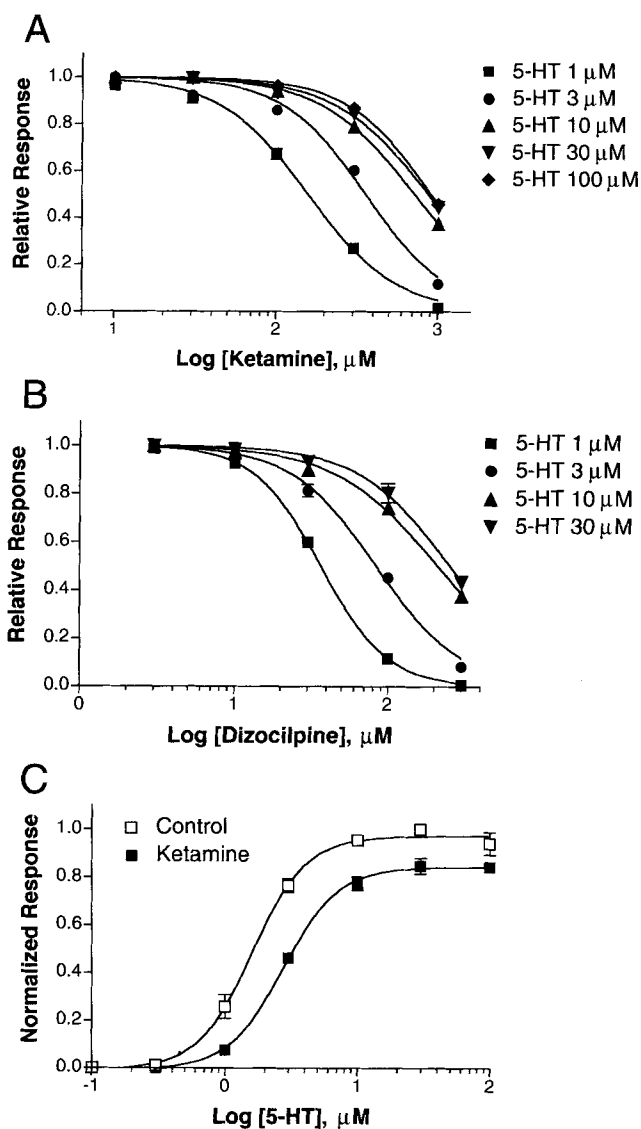 A
Relative Response
1.0
0.8
0.6
0.4
0.2
0.0
1
2
3
Log [Ketamine], μM
5-HT 1 μM
5-HT 3 μM
5-HT 10 μM
5-HT 30 μM
5-HT 100 μM
B
Relative Response
1.0
0.8
0.6
0.4
0.2
0.0
0
1
2
Log [Dizocilpine], μM
5-HT 1 μM
5-HT 3 μM
5-HT 10 μM
5-HT 30 μM
C
Normalized Response
1.0
0.8
0.6
0.4
0.2
0.0
-1
0
1
2
Log [5-HT], μM
Control
Ketamine